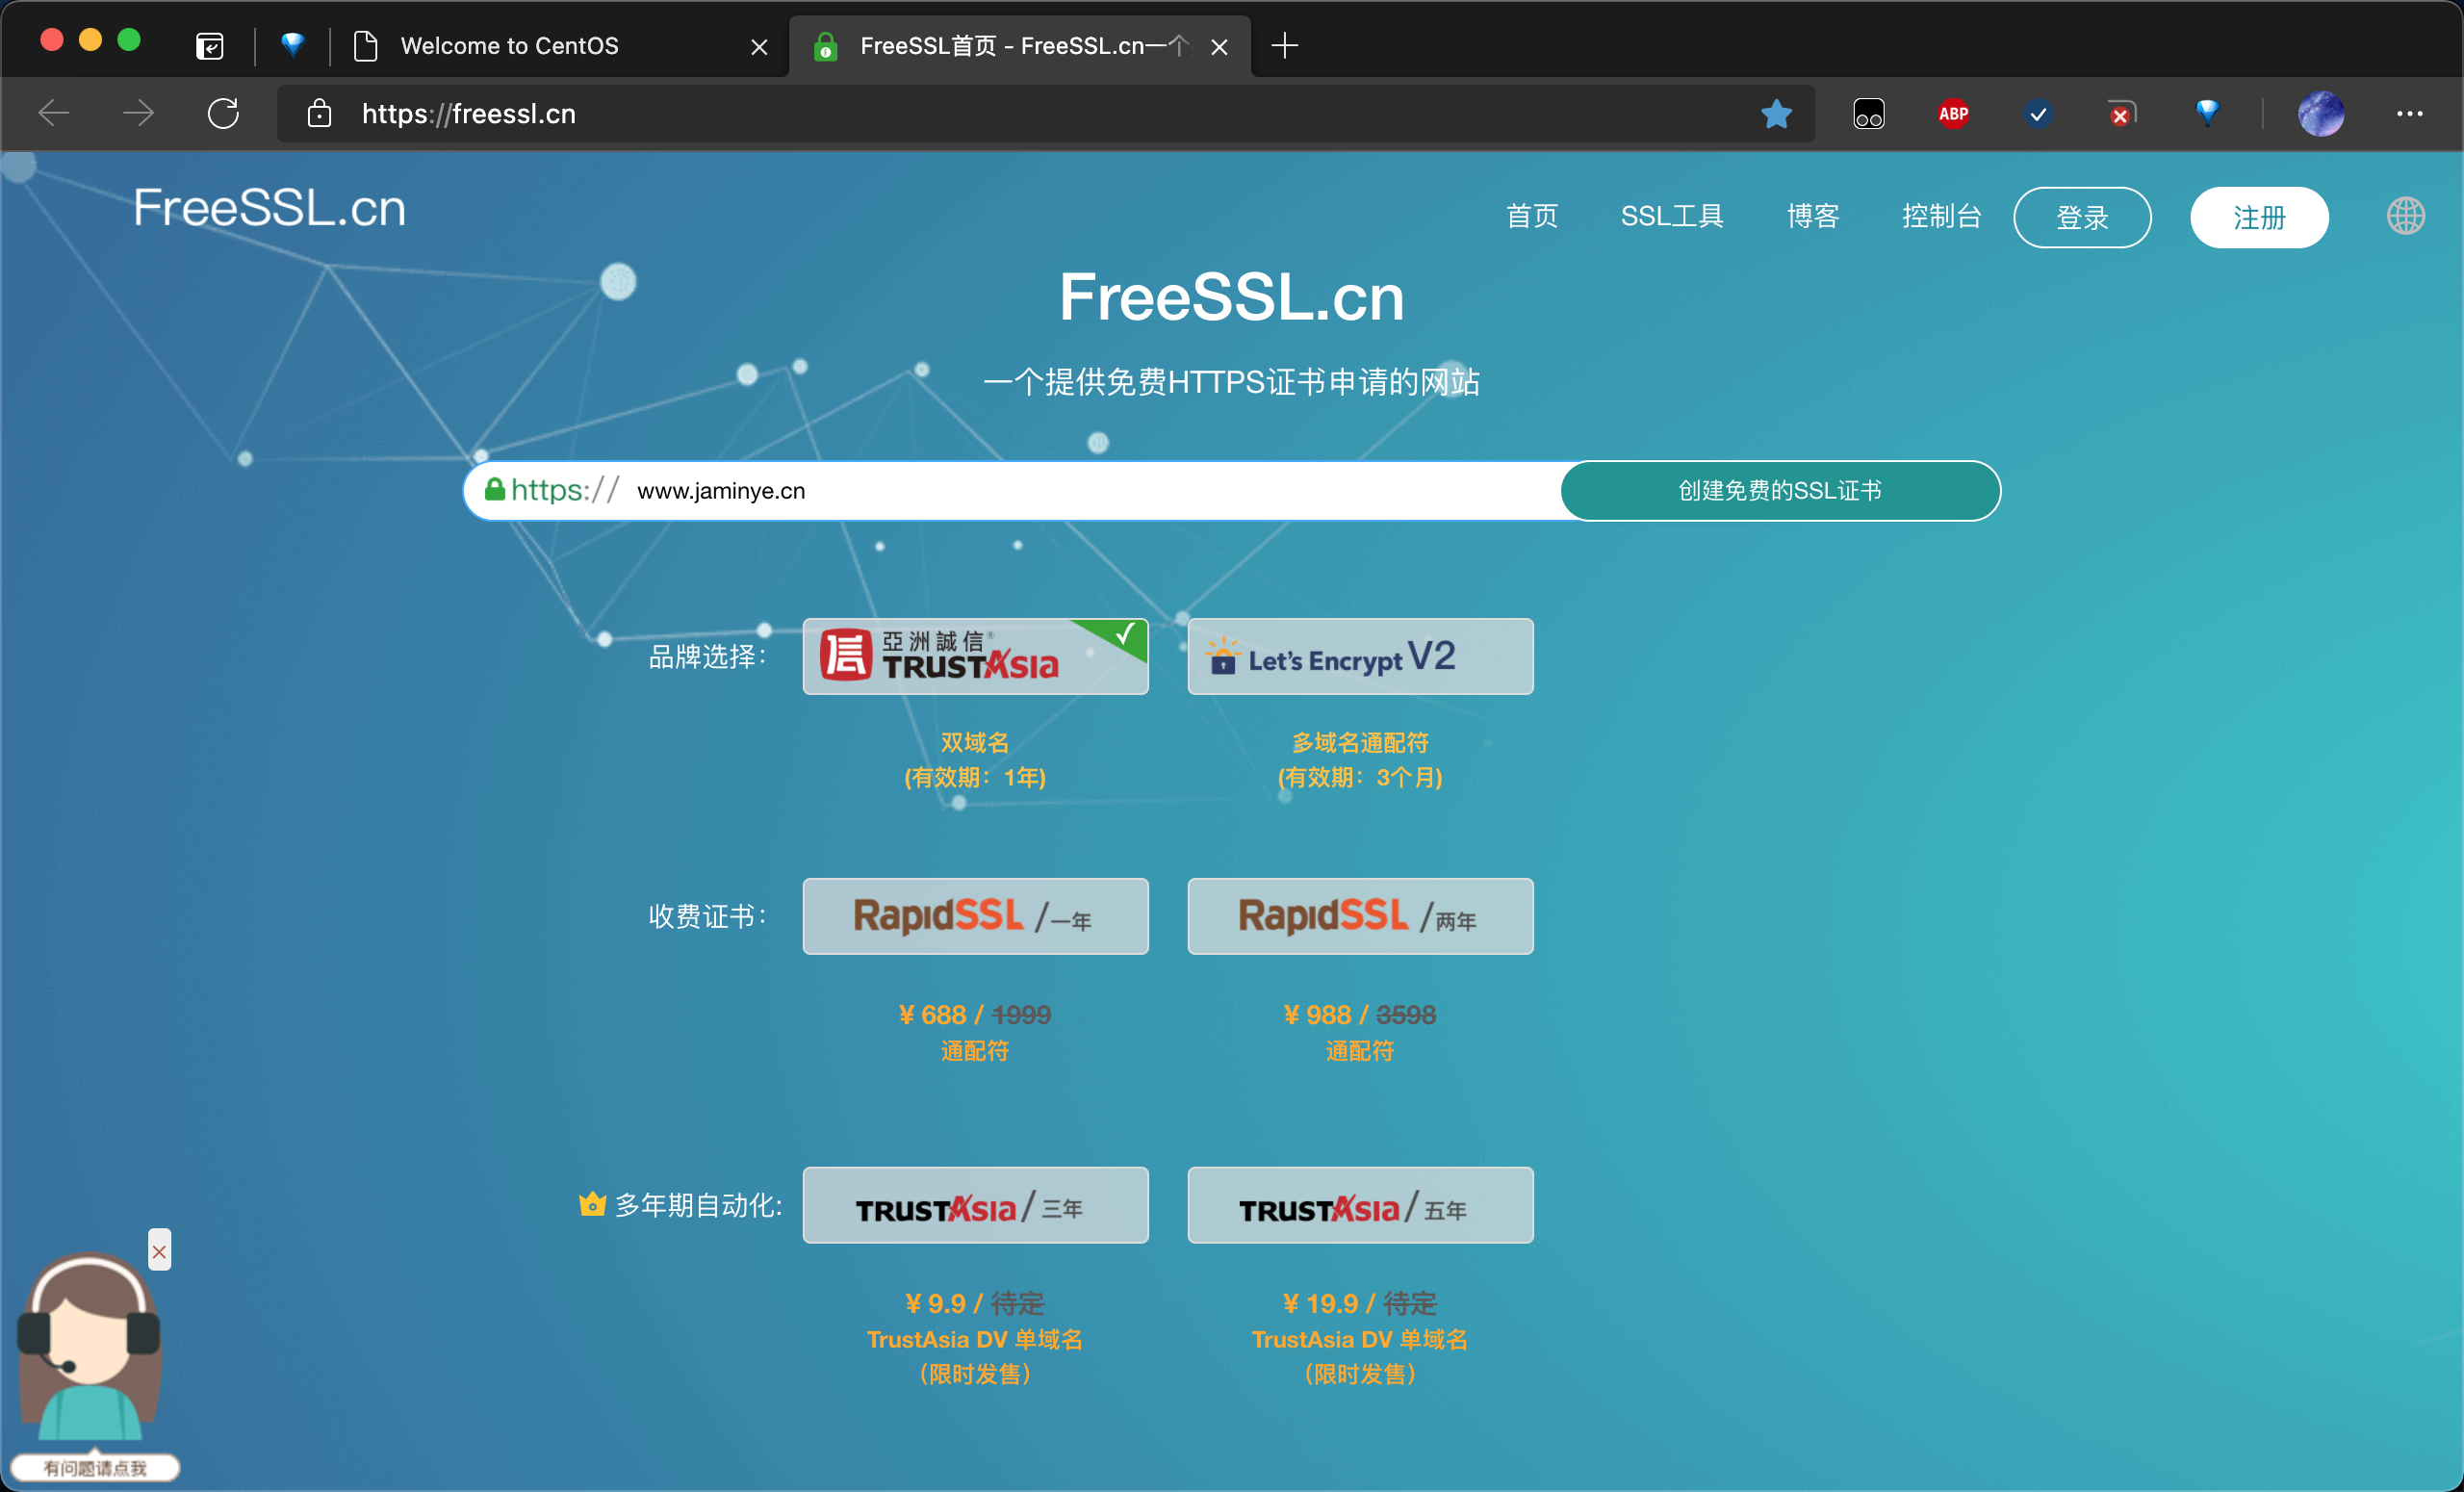 Welcome to CentOS
FreeSSL首页 - FreeSSL.cn一个
https://freessl.cn
ABP
FreeSSL.cn
首页 SSL工具 博客 控制台 登录 注册
FreeSSL.cn
一个提供免费HTTPS证书申请的网站
https:// www.jaminye.cn 创建免费的SSL证书
品牌选择: 信 亞洲誠信® TRUSTAsia Let's Encrypt V2
双域名 多域名通配符
(有效期：1年) (有效期：3个月)
收费证书: RapidSSL /一年 RapidSSL /两年
¥ 688 / 1999 ¥ 988 / 3598
通配符 通配符
多年期自动化: TRUSTAsia / 三年 TRUSTAsia / 五年
¥ 9.9 / 待定 ¥ 19.9 / 待定
TrustAsia DV 单域名 TrustAsia DV 单域名
（限时发售） （限时发售）
有问题请点我